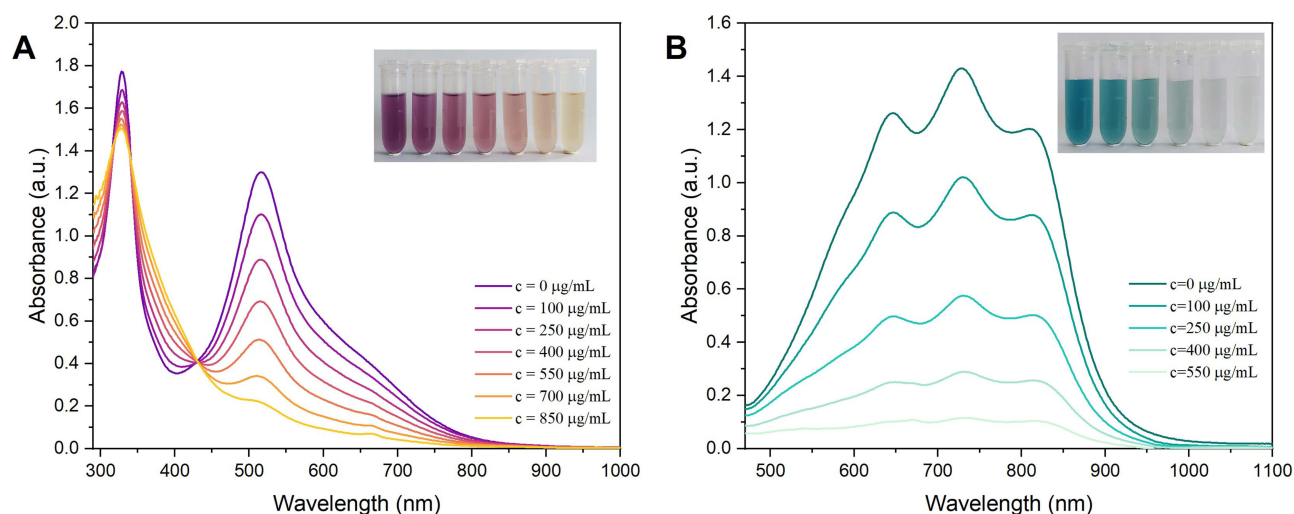 A
2.0
1.8
1.6
1.4
1.2
1.0
0.8
0.6
0.4
0.2
0.0
Absorbance (a.u.)
300 400 500 600 700 800 900 1000
Wavelength (nm)
c = 0 μg/mL
c = 100 μg/mL
c = 250 μg/mL
c = 400 μg/mL
c = 550 μg/mL
c = 700 μg/mL
c = 850 μg/mL
B
1.6
1.4
1.2
1.0
0.8
0.6
0.4
0.2
0.0
Absorbance (a.u.)
500 600 700 800 900 1000 1100
Wavelength (nm)
c=0 μg/mL
c=100 μg/mL
c=250 μg/mL
c=400 μg/mL
c=550 μg/mL